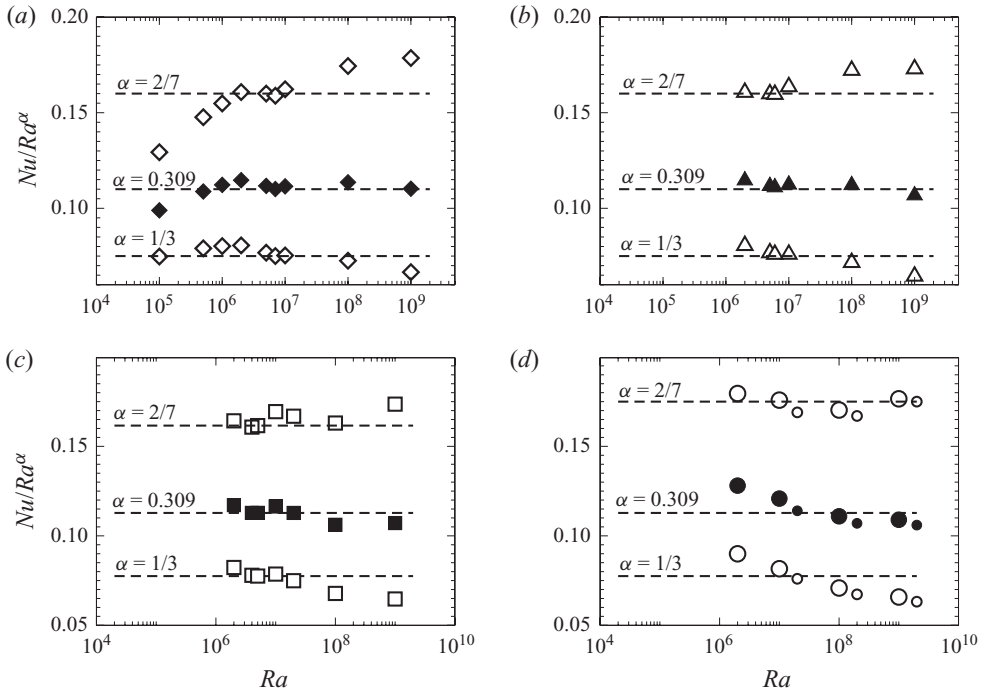 (a)
(b)
0.20
0.20
α = 2/7
α = 2/7
0.15
0.15
Nu/Ra^α
α = 0.309
α = 0.309
0.10
0.10
α = 1/3
α = 1/3
10^4 10^5 10^6 10^7 10^8 10^9
10^4 10^5 10^6 10^7 10^8 10^9
(c)
(d)
α = 2/7
α = 2/7
0.15
0.15
Nu/Ra^α
α = 0.309
α = 0.309
0.10
0.10
α = 1/3
α = 1/3
0.05
0.05
10^4 10^6 10^8 10^10
10^4 10^6 10^8 10^10
Ra
Ra